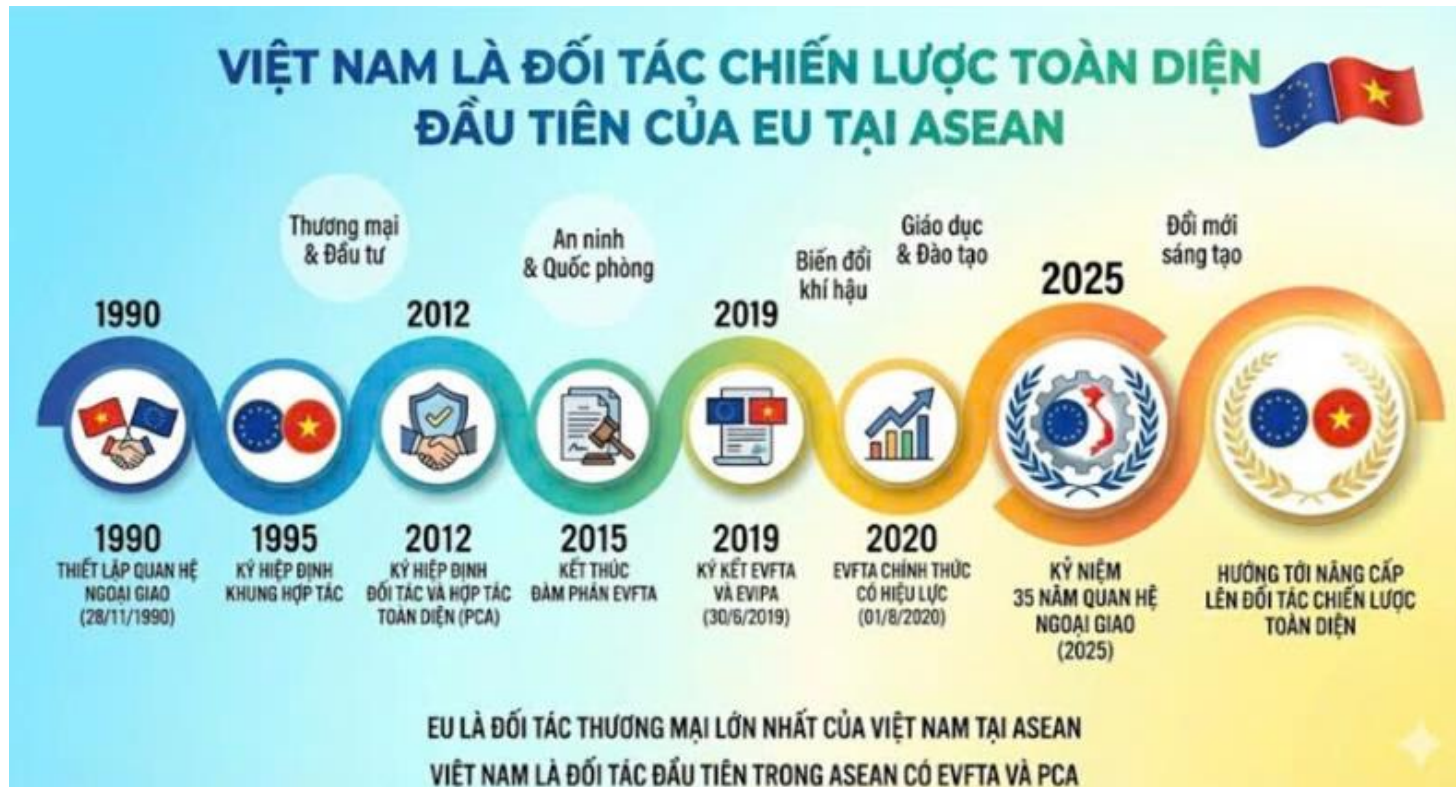 VIỆT NAM LÀ ĐỐI TÁC CHIẾN LƯỢC TOÀN DIỆN
ĐẦU TIÊN CỦA EU TẠI ASEAN
Thương mại
& Đầu tư
An ninh
& Quốc phòng
Biến đổi
khí hậu
Giáo dục
& Đào tạo
Đổi mới
sáng tạo
1990
2012
2019
2025
1990
THIẾT LẬP QUAN HỆ
NGOẠI GIAO
(28/11/1990)
1995
KÝ HIỆP ĐỊNH
KHUNG HỢP TÁC
2012
KÝ HIỆP ĐỊNH
ĐỐI TÁC VÀ HỢP TÁC
TOÀN DIỆN (PCA)
2015
KẾT THÚC
ĐÀM PHÁN EVFTA
2019
KÝ KẾT EVFTA
VÀ EVIPA
(30/6/2019)
2020
EVFTA CHÍNH THỨC
CÓ HIỆU LỰC
(01/8/2020)
KỶ NIỆM
35 NĂM QUAN HỆ
NGOẠI GIAO
(2025)
HƯỚNG TỚI NÂNG CẤP
LÊN ĐỐI TÁC CHIẾN LƯỢC
TOÀN DIỆN
EU LÀ ĐỐI TÁC THƯƠNG MẠI LỚN NHẤT CỦA VIỆT NAM TẠI ASEAN
VIỆT NAM LÀ ĐỐI TÁC ĐẦU TIÊN TRONG ASEAN CÓ EVFTA VÀ PCA